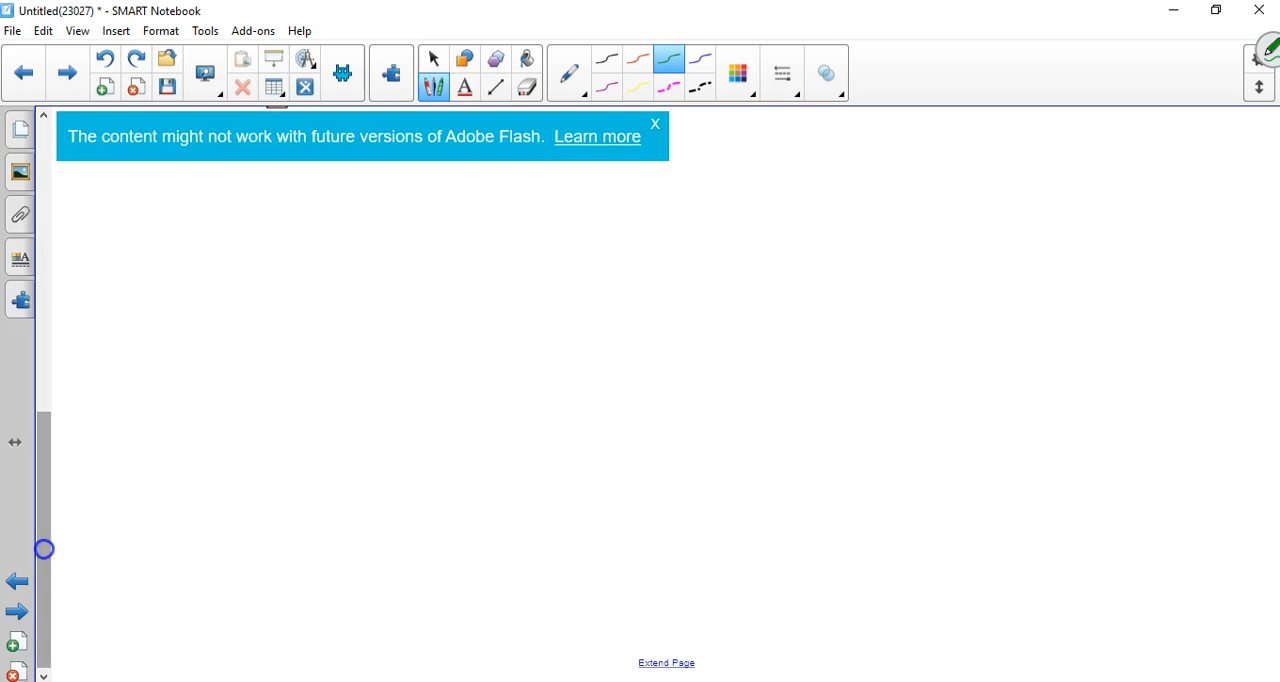 Untitled(23027) * - SMART Notebook
File Edit View Insert Format Tools Add-ons Help
The content might not work with future versions of Adobe Flash. Learn more X
Extend Page